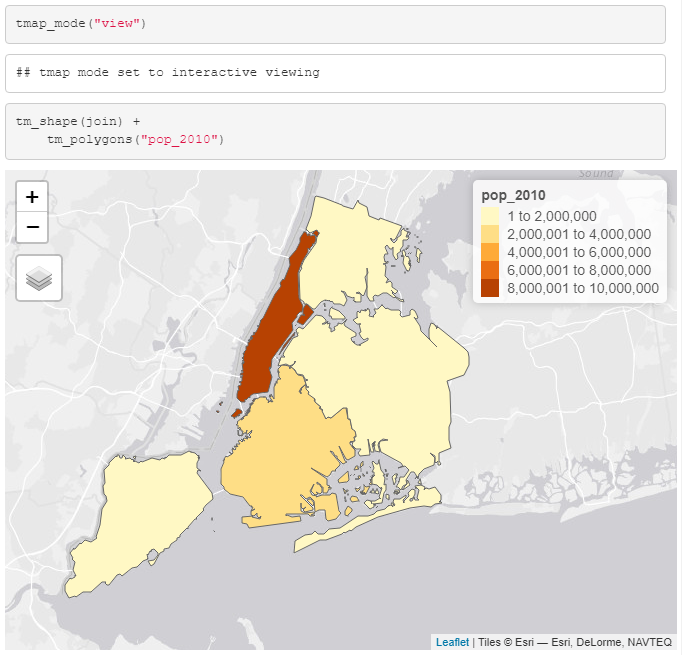 tmap_mode("view")
## tmap mode set to interactive viewing
tm_shape(join) +
    tm_polygons("pop_2010")
+
−
Sound
pop_2010
1 to 2,000,000
2,000,001 to 4,000,000
4,000,001 to 6,000,000
6,000,001 to 8,000,000
8,000,001 to 10,000,000
Leaflet | Tiles © Esri — Esri, DeLorme, NAVTEQ